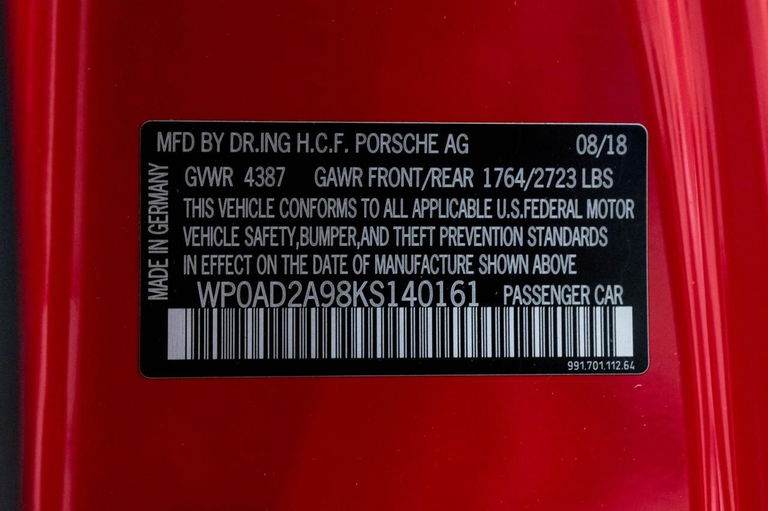 MFD BY DR.ING H.C.F. PORSCHE AG 08/18
GVWR 4387 GAWR FRONT/REAR 1764/2723 LBS
THIS VEHICLE CONFORMS TO ALL APPLICABLE U.S.FEDERAL MOTOR
VEHICLE SAFETY,BUMPER,AND THEFT PREVENTION STANDARDS
IN EFFECT ON THE DATE OF MANUFACTURE SHOWN ABOVE
MADE IN GERMANY
WP0AD2A98KS140161 PASSENGER CAR
991.701.112.64